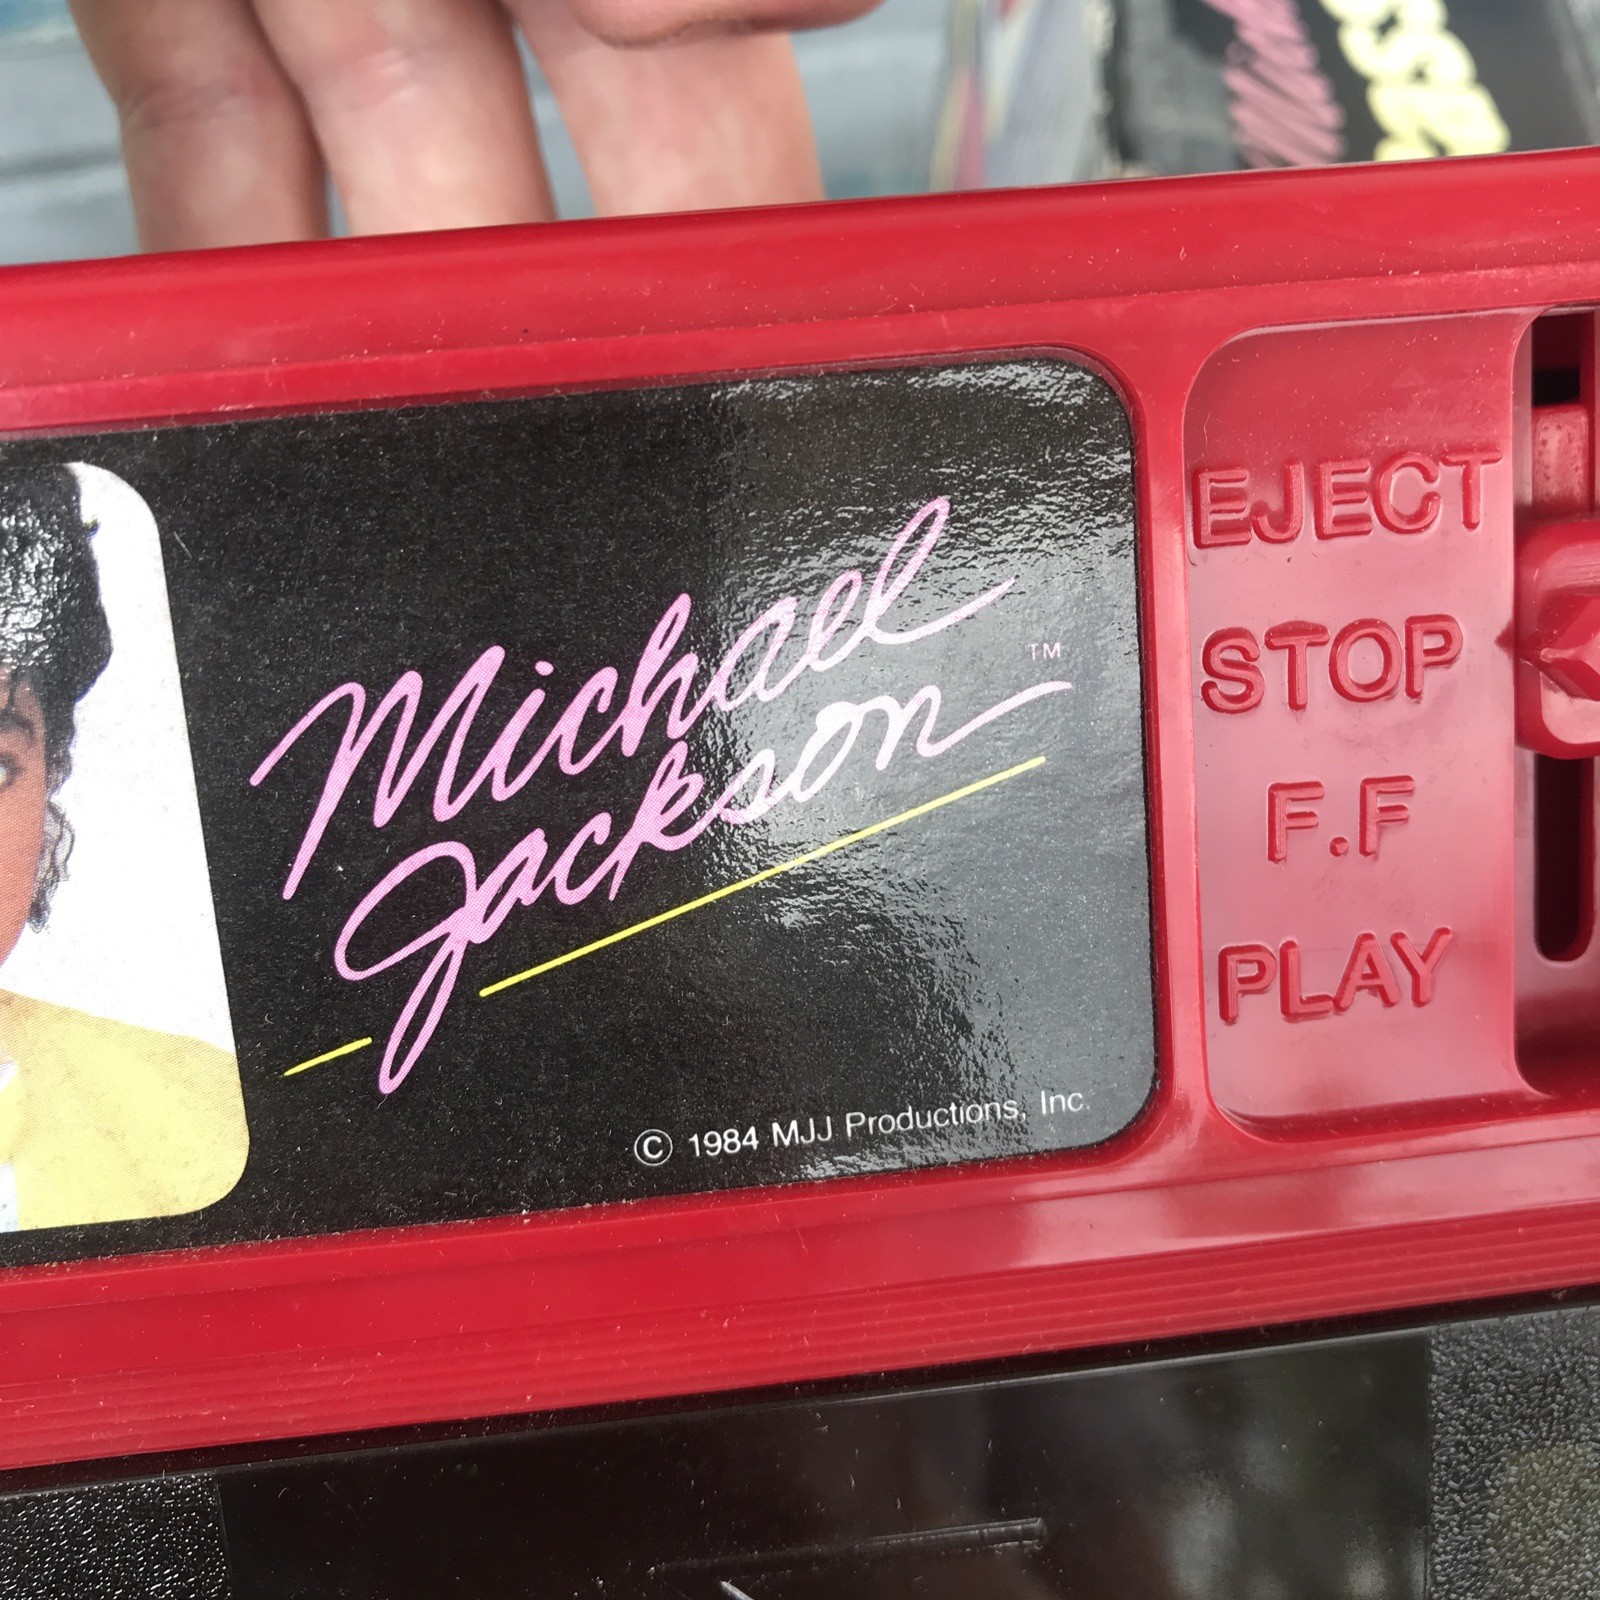 Michael
Jackson
TM
© 1984 MJJ Productions, Inc.
EJECT
STOP
F.F
PLAY